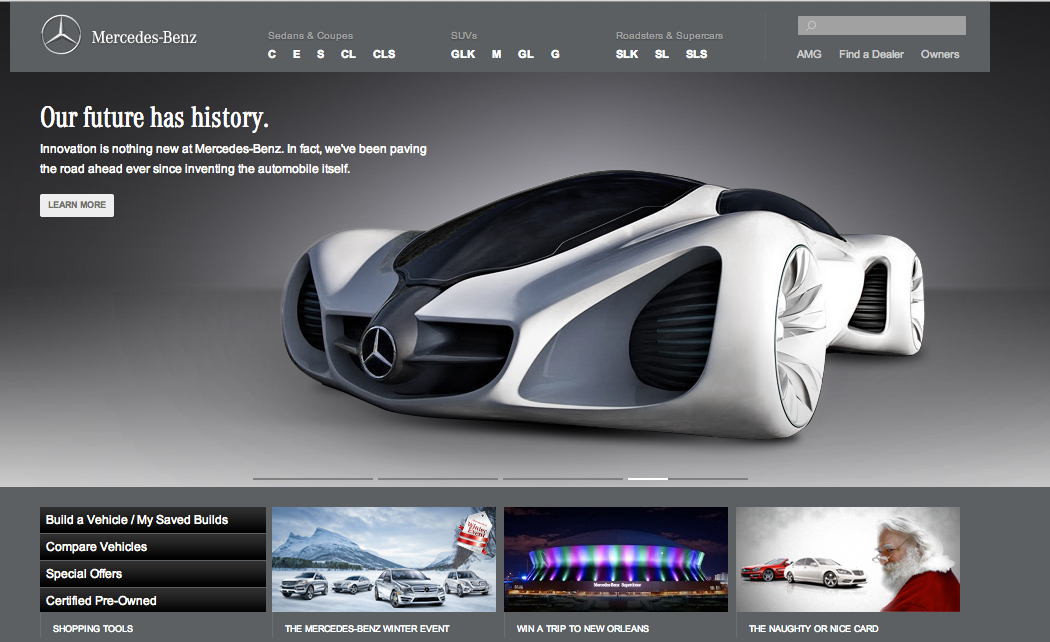 Mercedes-Benz
Sedans & Coupes
C E S CL CLS
SUVs
GLK M GL G
Roadsters & Supercars
SLK SL SLS
AMG Find a Dealer Owners
Our future has history.
Innovation is nothing new at Mercedes-Benz. In fact, we've been paving
the road ahead ever since inventing the automobile itself.
LEARN MORE
Build a Vehicle / My Saved Builds
Compare Vehicles
Special Offers
Certified Pre-Owned
SHOPPING TOOLS
Winter
Event
THE MERCEDES-BENZ WINTER EVENT
Mercedes-Benz Superdome
WIN A TRIP TO NEW ORLEANS
THE NAUGHTY OR NICE CARD